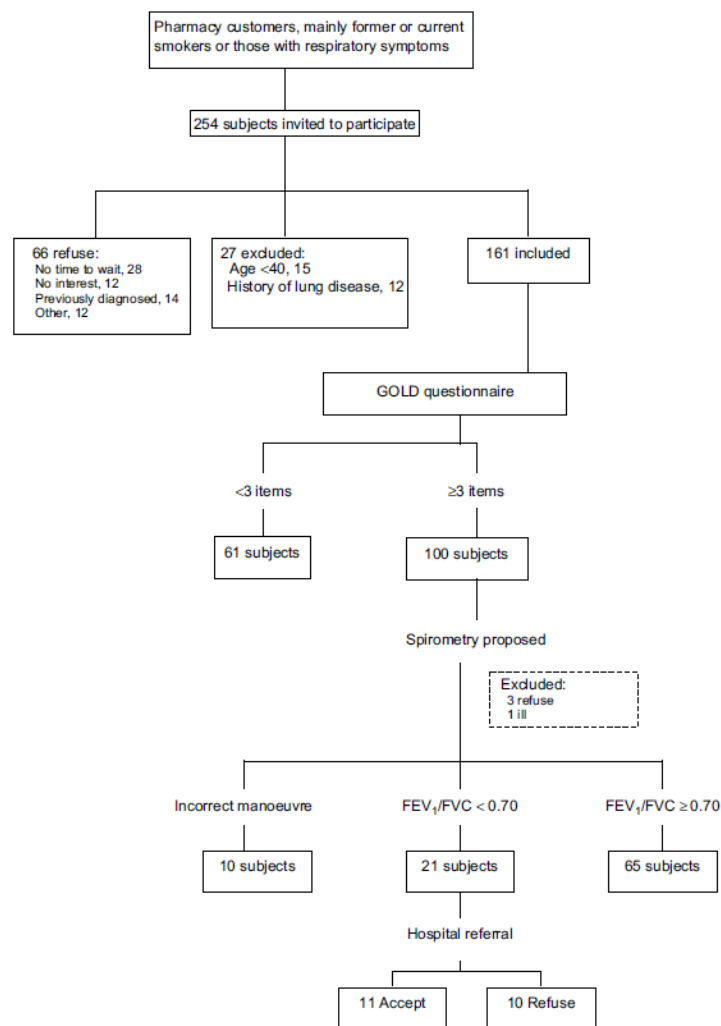 Pharmacy customers, mainly former or current
smokers or those with respiratory symptoms
254 subjects invited to participate
66 refuse:
No time to wait, 28
No interest, 12
Previously diagnosed, 14
Other, 12
27 excluded:
Age <40, 15
History of lung disease, 12
161 included
GOLD questionnaire
<3 items
≥3 items
61 subjects
100 subjects
Spirometry proposed
Excluded:
3 refuse
1 ill
Incorrect manoeuvre
FEV₁/FVC < 0.70
FEV₁/FVC ≥ 0.70
10 subjects
21 subjects
65 subjects
Hospital referral
11 Accept
10 Refuse